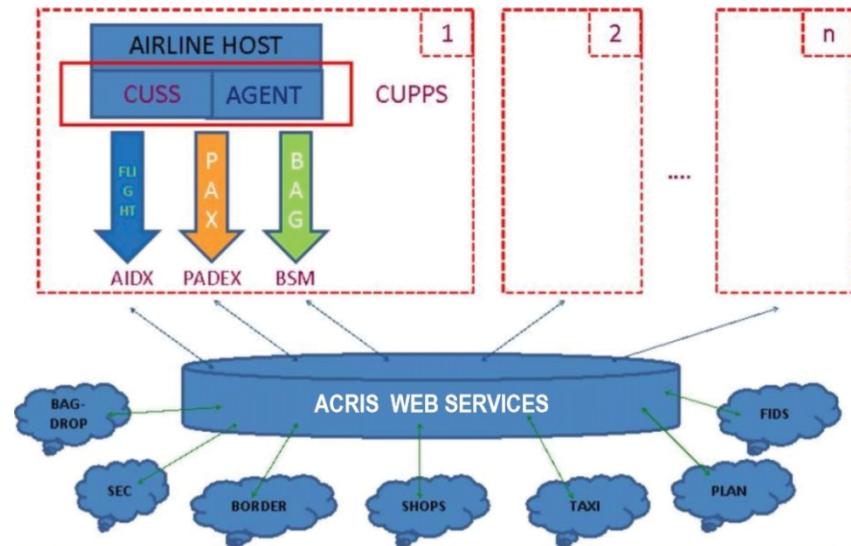 AIRLINE HOST
1
2
n
CUSS
AGENT
CUPPS
FLI
G
HT
P
A
X
B
A
G
....
AIDX
PADEX
BSM
ACRIS WEB SERVICES
BAG-
DROP
FIDS
SEC
BORDER
SHOPS
TAXI
PLAN